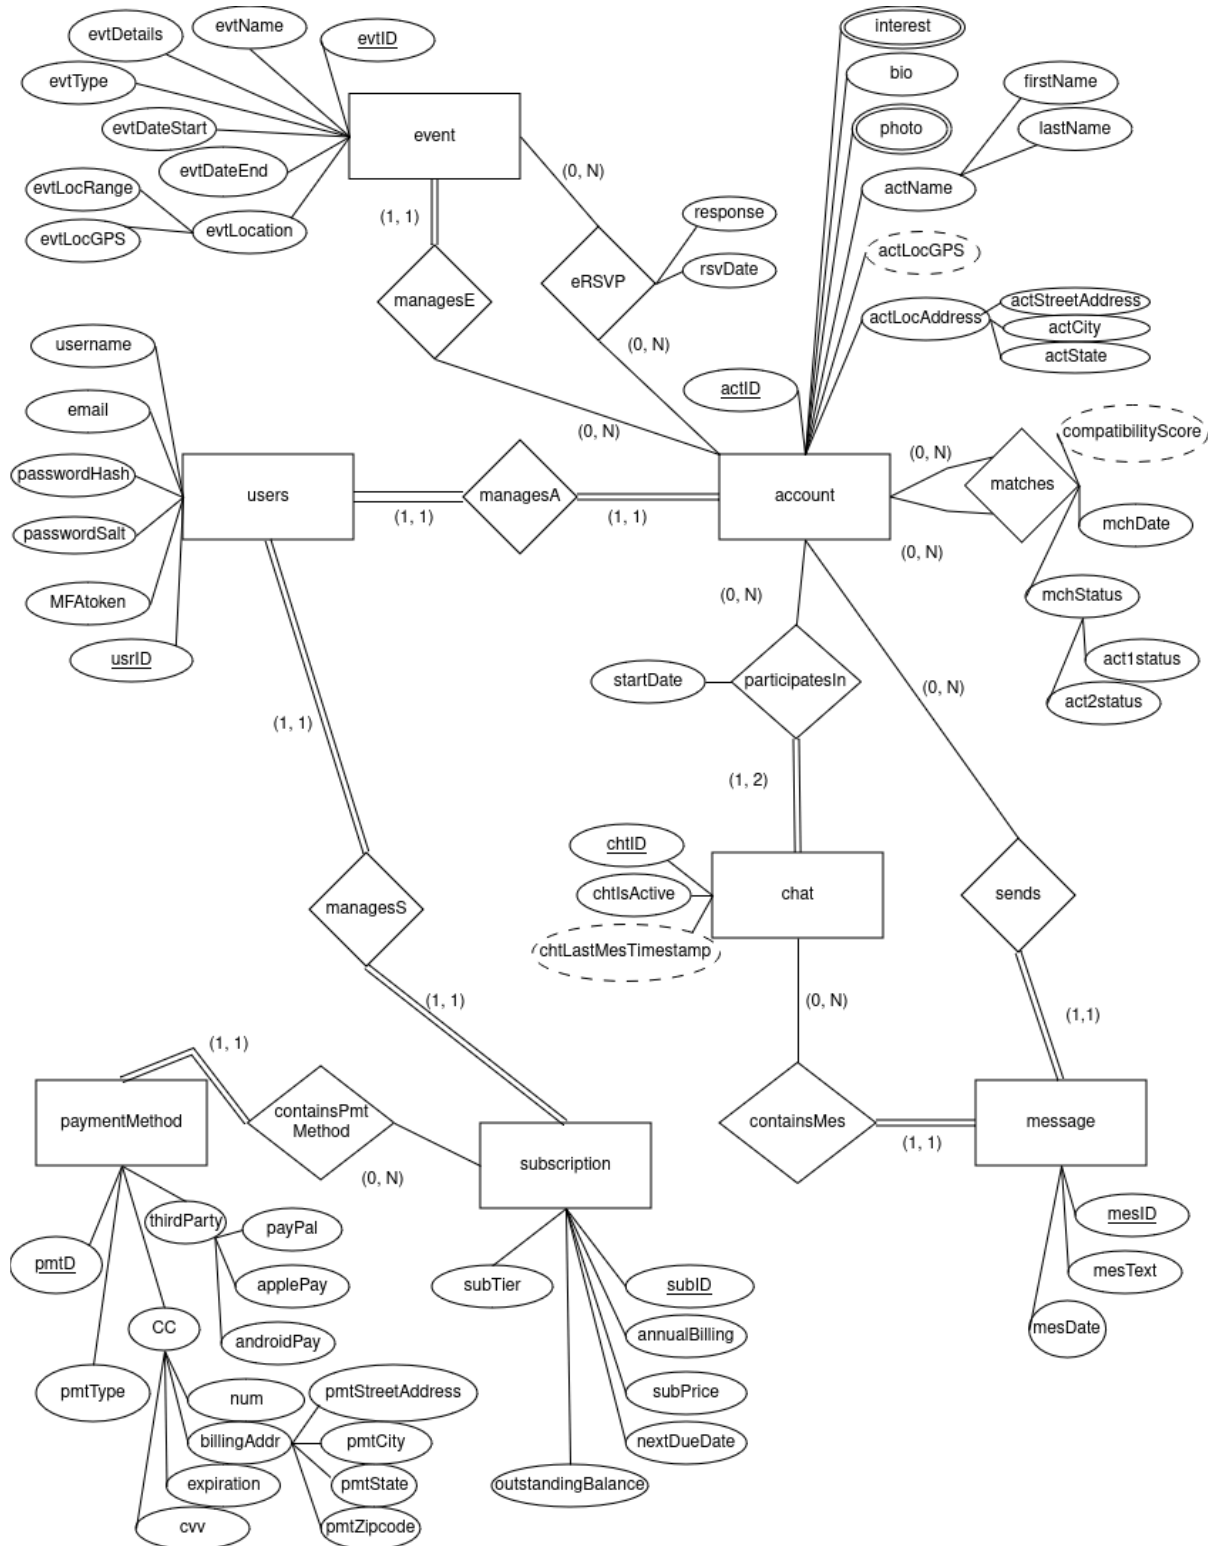 evtDetails
evtName
evtID
interest
evtType
bio
firstName
evtDateStart
event
photo
lastName
evtDateEnd
(0, N)
evtLocRange
actName
(1, 1)
response
evtLocGPS
evtLocation
actLocGPS
rsvDate
eRSVP
managesE
actStreetAddress
actLocAddress
actCity
username
(0, N)
actState
actID
email
(0, N)
compatibilityScore
(0, N)
passwordHash
users
managesA
account
matches
(1, 1)
(1, 1)
mchDate
passwordSalt
(0, N)
MFAtoken
(0, N)
mchStatus
usrID
act1status
startDate
participatesIn
(0, N)
act2status
(1, 1)
(1, 2)
chtID
chtIsActive
chat
sends
managesS
chtLastMesTimestamp
(1, 1)
(0, N)
(1,1)
(1, 1)
paymentMethod
containsPmt
Method
containsMes
message
(1, 1)
subscription
(0, N)
thirdParty
payPal
mesID
pmtD
applePay
subTier
subID
mesText
CC
androidPay
annualBilling
mesDate
pmtType
num
pmtStreetAddress
subPrice
billingAddr
pmtCity
nextDueDate
expiration
pmtState
outstandingBalance
cvv
pmtZipcode